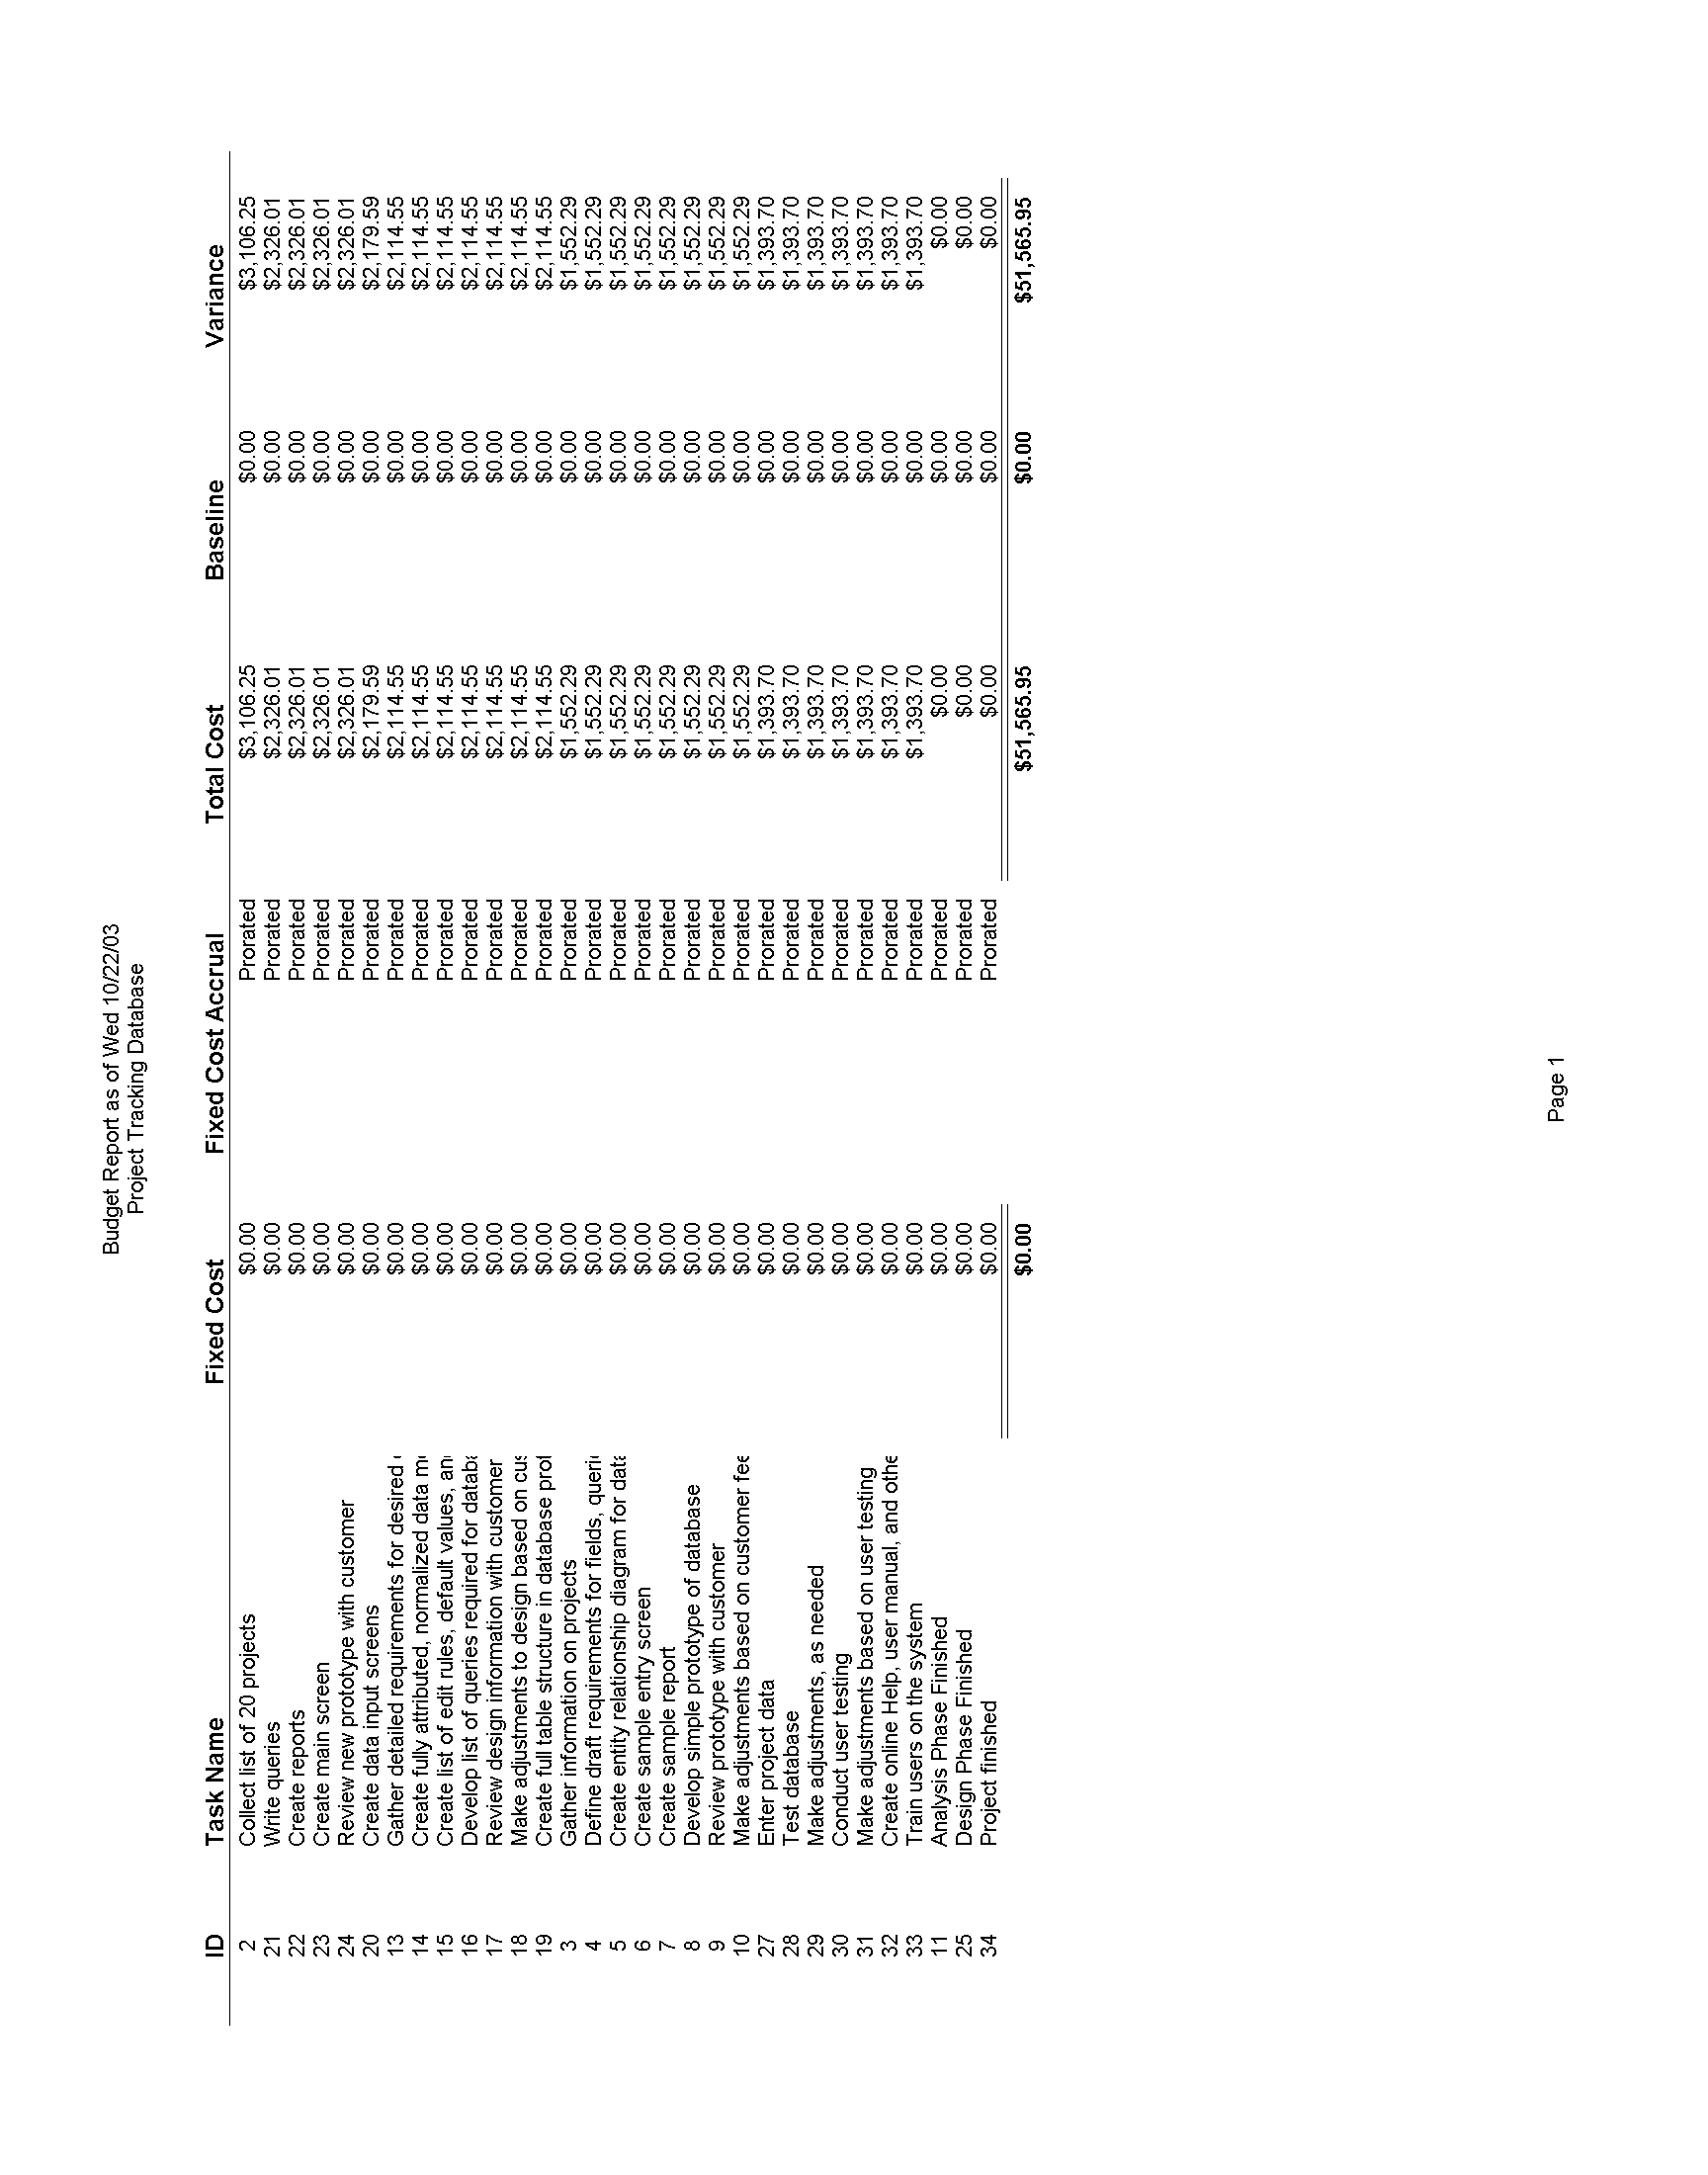 Budget Report as of Wed 10/22/03
Project Tracking Database
ID Task Name Fixed Cost Fixed Cost Accrual Total Cost Baseline Variance
2 Collect list of 20 projects $0.00 Prorated $3,106.25 $0.00 $3,106.25
21 Write queries $0.00 Prorated $2,326.01 $0.00 $2,326.01
22 Create reports $0.00 Prorated $2,326.01 $0.00 $2,326.01
23 Create main screen $0.00 Prorated $2,326.01 $0.00 $2,326.01
24 Review new prototype with customer $0.00 Prorated $2,326.01 $0.00 $2,326.01
20 Create data input screens $0.00 Prorated $2,179.59 $0.00 $2,179.59
13 Gather detailed requirements for desired $0.00 Prorated $2,114.55 $0.00 $2,114.55
14 Create fully attributed, normalized data m $0.00 Prorated $2,114.55 $0.00 $2,114.55
15 Create list of edit rules, default values, an $0.00 Prorated $2,114.55 $0.00 $2,114.55
16 Develop list of queries required for databa $0.00 Prorated $2,114.55 $0.00 $2,114.55
17 Review design information with customer $0.00 Prorated $2,114.55 $0.00 $2,114.55
18 Make adjustments to design based on cus $0.00 Prorated $2,114.55 $0.00 $2,114.55
19 Create full table structure in database prot $0.00 Prorated $2,114.55 $0.00 $2,114.55
3 Gather information on projects $0.00 Prorated $1,552.29 $0.00 $1,552.29
4 Define draft requirements for fields, queri $0.00 Prorated $1,552.29 $0.00 $1,552.29
5 Create entity relationship diagram for data $0.00 Prorated $1,552.29 $0.00 $1,552.29
6 Create sample entry screen $0.00 Prorated $1,552.29 $0.00 $1,552.29
7 Create sample report $0.00 Prorated $1,552.29 $0.00 $1,552.29
8 Develop simple prototype of database $0.00 Prorated $1,552.29 $0.00 $1,552.29
9 Review prototype with customer $0.00 Prorated $1,552.29 $0.00 $1,552.29
10 Make adjustments based on customer fee $0.00 Prorated $1,552.29 $0.00 $1,552.29
27 Enter project data $0.00 Prorated $1,393.70 $0.00 $1,393.70
28 Test database $0.00 Prorated $1,393.70 $0.00 $1,393.70
29 Make adjustments, as needed $0.00 Prorated $1,393.70 $0.00 $1,393.70
30 Conduct user testing $0.00 Prorated $1,393.70 $0.00 $1,393.70
31 Make adjustments based on user testing $0.00 Prorated $1,393.70 $0.00 $1,393.70
32 Create online Help, user manual, and othe $0.00 Prorated $1,393.70 $0.00 $1,393.70
33 Train users on the system $0.00 Prorated $1,393.70 $0.00 $1,393.70
11 Analysis Phase Finished $0.00 Prorated $0.00 $0.00 $0.00
25 Design Phase Finished $0.00 Prorated $0.00 $0.00 $0.00
34 Project finished $0.00 Prorated $0.00 $0.00 $0.00
$0.00 $51,565.95 $0.00 $51,565.95
Page 1